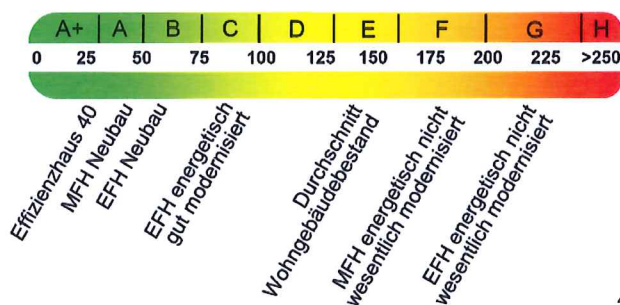 A+ A B C D E F G H
0 25 50 75 100 125 150 175 200 225 >250
Effizienzhaus 40
MFH Neubau
EFH Neubau
EFH energetisch
gut modernisiert
Durchschnitt
Wohngebäudebestand
MFH energetisch nicht
wesentlich modernisiert
EFH energetisch nicht
wesentlich modernisiert